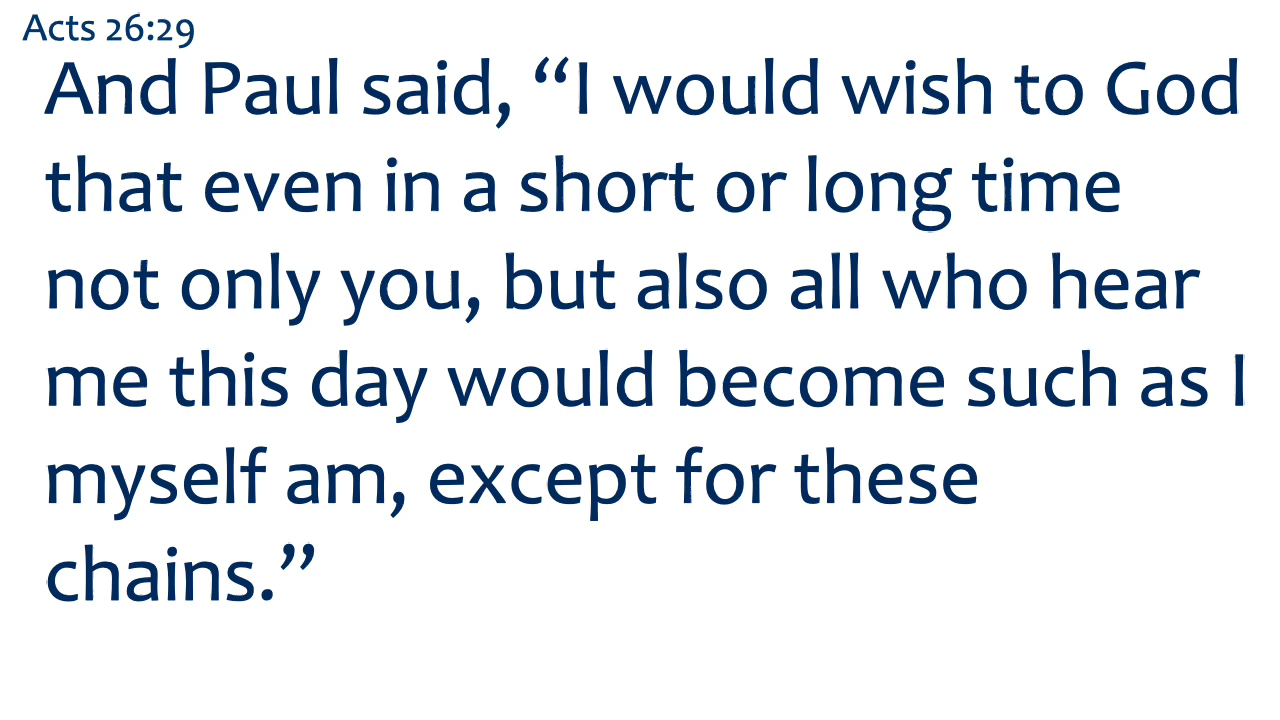 Acts 26:29
And Paul said, “I would wish to God
that even in a short or long time
not only you, but also all who hear
me this day would become such as I
myself am, except for these
chains.”